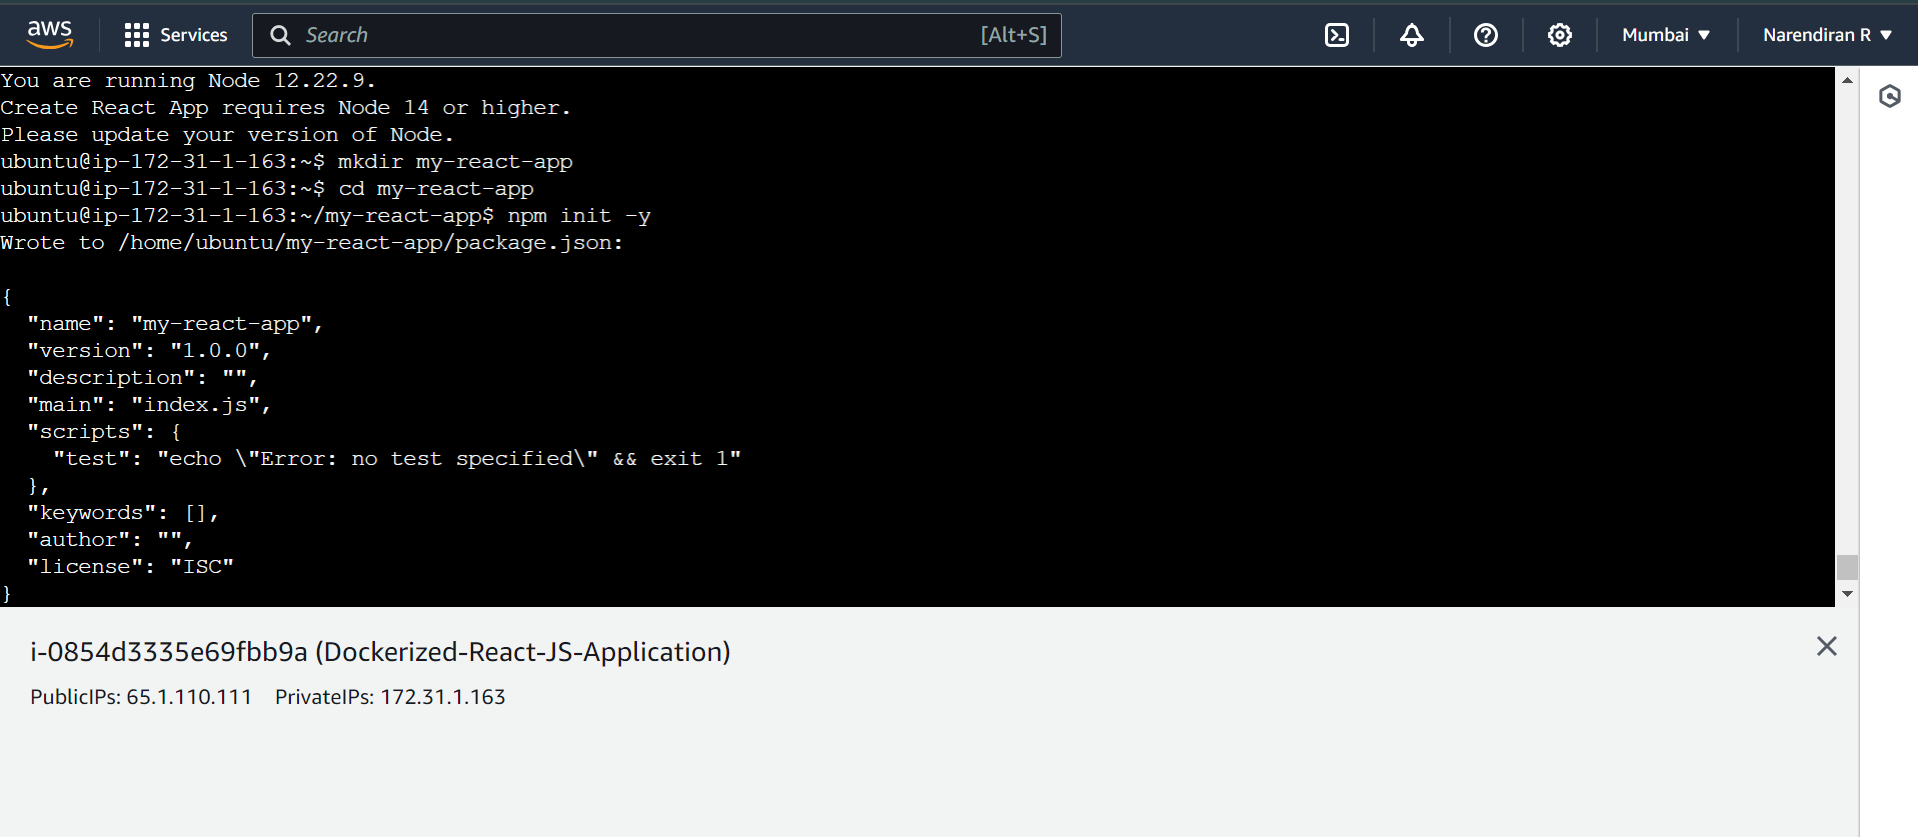 aws Services Search [Alt+S] Mumbai ▼ Narendiran R ▼
You are running Node 12.22.9.
Create React App requires Node 14 or higher.
Please update your version of Node.
ubuntu@ip-172-31-1-163:~$ mkdir my-react-app
ubuntu@ip-172-31-1-163:~$ cd my-react-app
ubuntu@ip-172-31-1-163:~/my-react-app$ npm init -y
Wrote to /home/ubuntu/my-react-app/package.json:
{
  "name": "my-react-app",
  "version": "1.0.0",
  "description": "",
  "main": "index.js",
  "scripts": {
    "test": "echo \"Error: no test specified\" && exit 1"
  },
  "keywords": [],
  "author": "",
  "license": "ISC"
}
i-0854d3335e69fbb9a (Dockerized-React-JS-Application)
PublicIPs: 65.1.110.111 PrivateIPs: 172.31.1.163